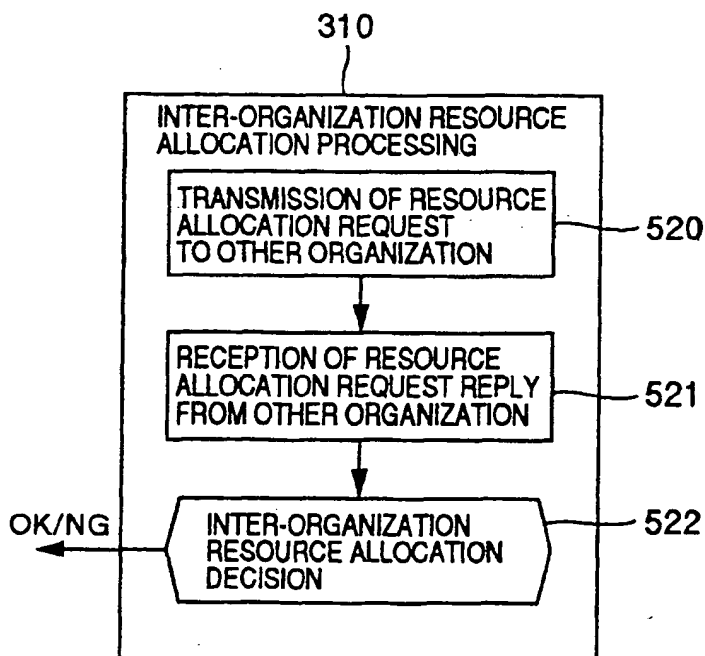 310
INTER-ORGANIZATION RESOURCE
ALLOCATION PROCESSING
TRANSMISSION OF RESOURCE
ALLOCATION REQUEST
TO OTHER ORGANIZATION
520
RECEPTION OF RESOURCE
ALLOCATION REQUEST REPLY
FROM OTHER ORGANIZATION
521
OK/NG
INTER-ORGANIZATION
RESOURCE ALLOCATION
DECISION
522